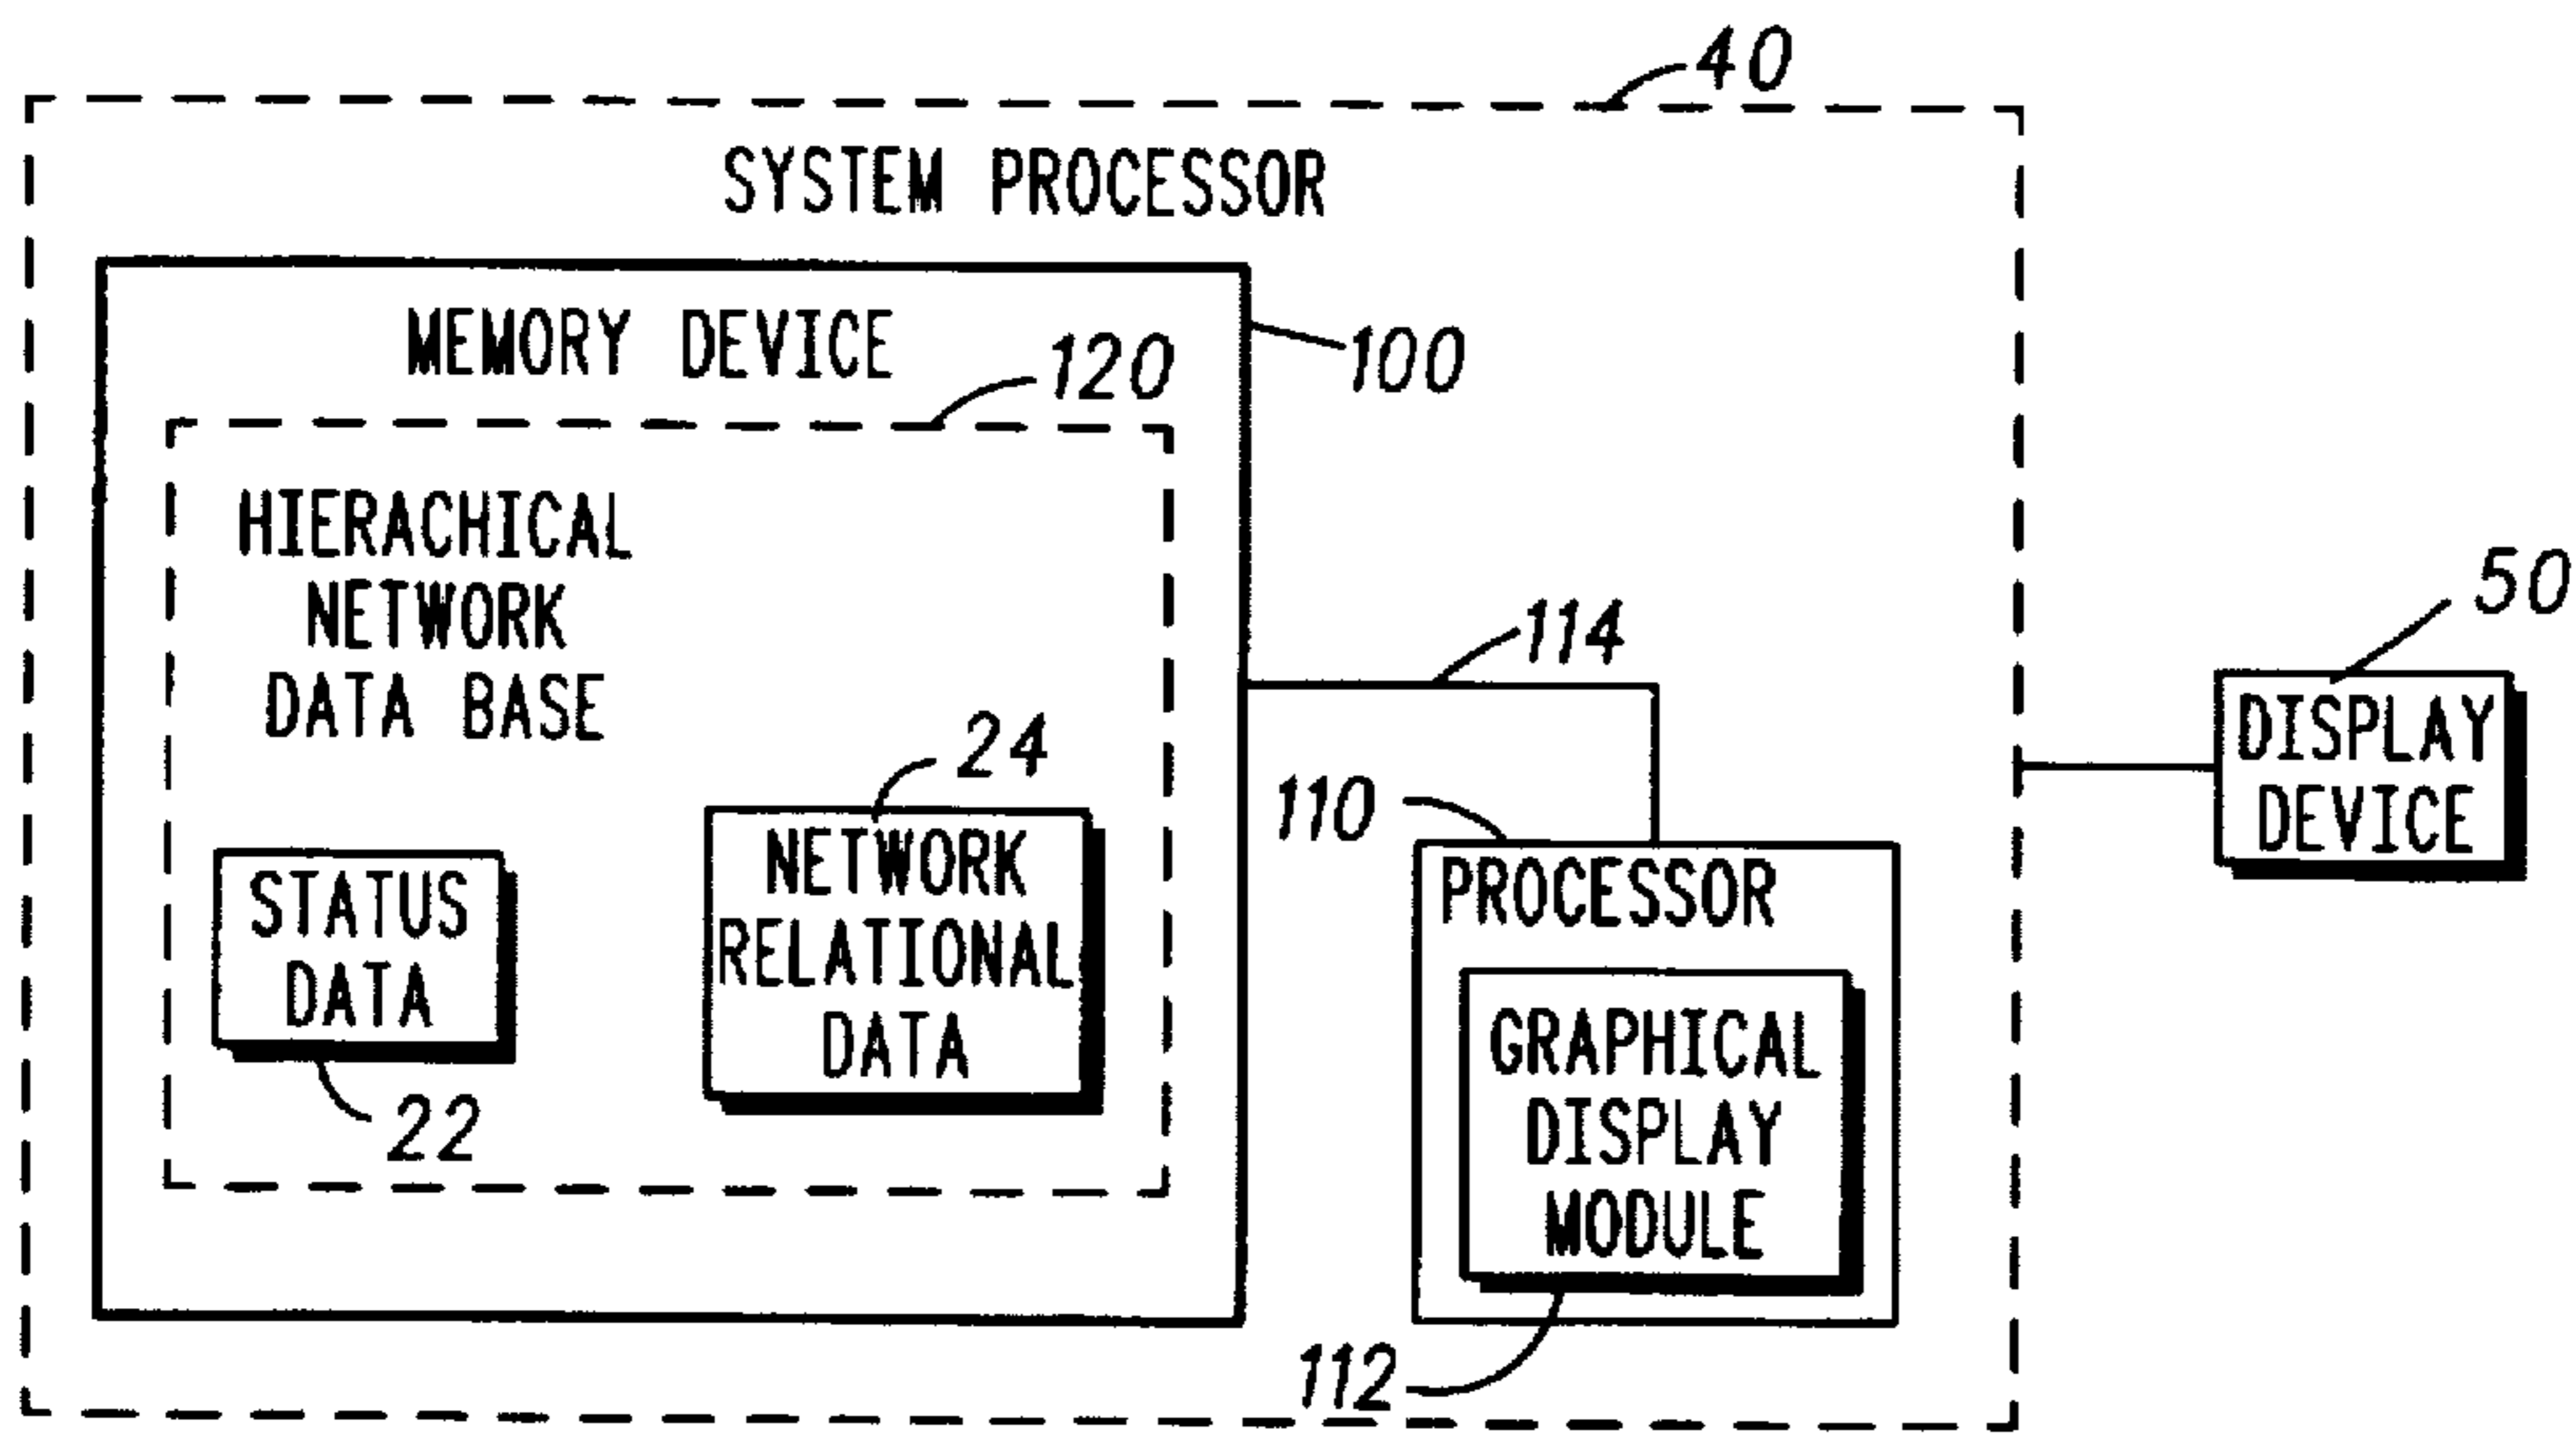 40
SYSTEM PROCESSOR
MEMORY DEVICE
100
120
HIERACHICAL
NETWORK
DATA BASE
114
50
24
110
DISPLAY
DEVICE
STATUS
DATA
22
NETWORK
RELATIONAL
DATA
PROCESSOR
GRAPHICAL
DISPLAY
MODULE
112